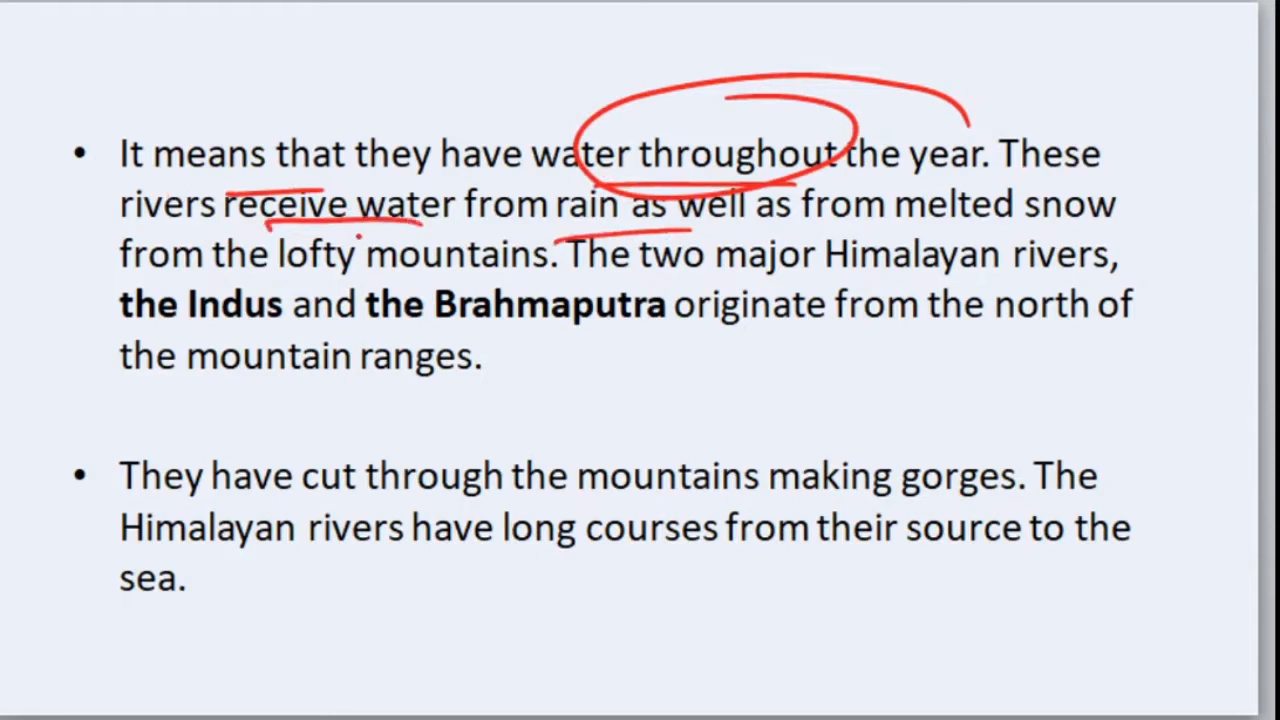 • It means that they have water throughout the year. These
rivers receive water from rain as well as from melted snow
from the lofty mountains. The two major Himalayan rivers,
the Indus and the Brahmaputra originate from the north of
the mountain ranges.
• They have cut through the mountains making gorges. The
Himalayan rivers have long courses from their source to the
sea.